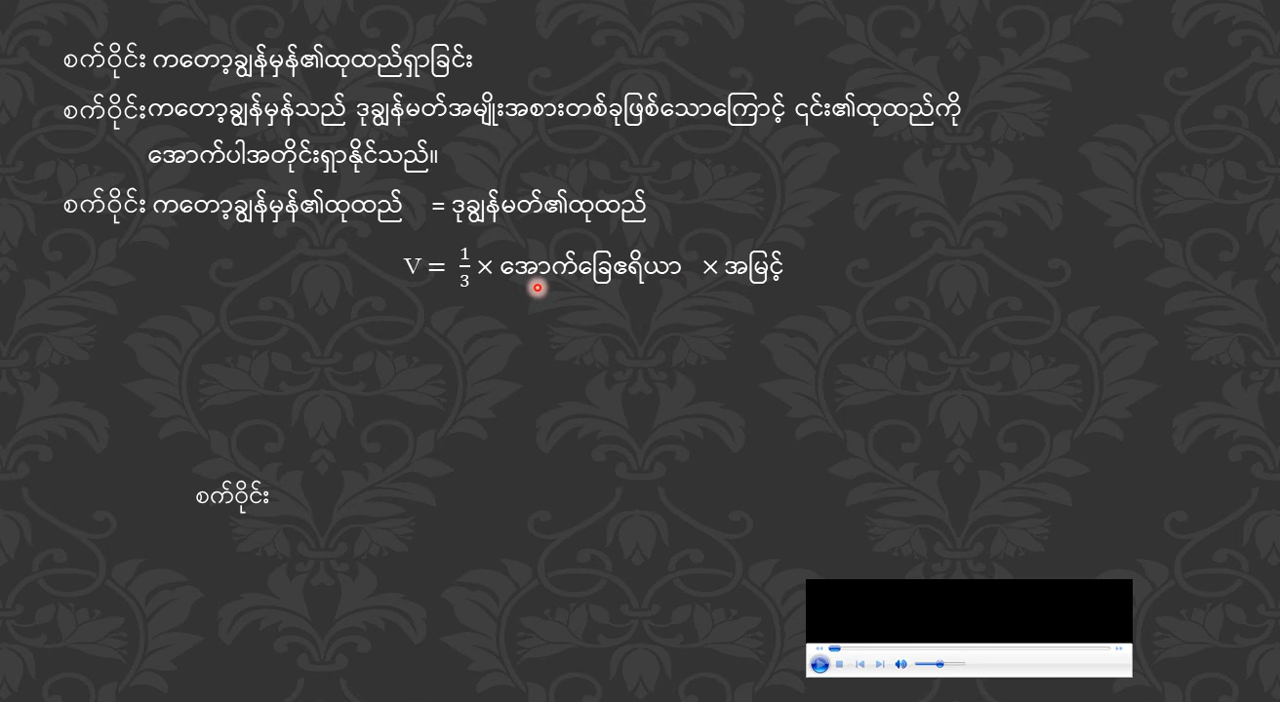 စက်ဝိုင်း ကတော့ချွန်မှန်၏ထုထည်ရှာခြင်း
စက်ဝိုင်းကတော့ချွန်မှန်သည် ဒုချွန်မတ်အမျိုးအစားတစ်ခုဖြစ်သောကြောင့် ၎င်း၏ထုထည်ကို
အောက်ပါအတိုင်းရှာနိုင်သည်။
စက်ဝိုင်း ကတော့ချွန်မှန်၏ထုထည် = ဒုချွန်မတ်၏ထုထည်
V = 1/3 × အောက်ခြေဧရိယာ × အမြင့်
စက်ဝိုင်း